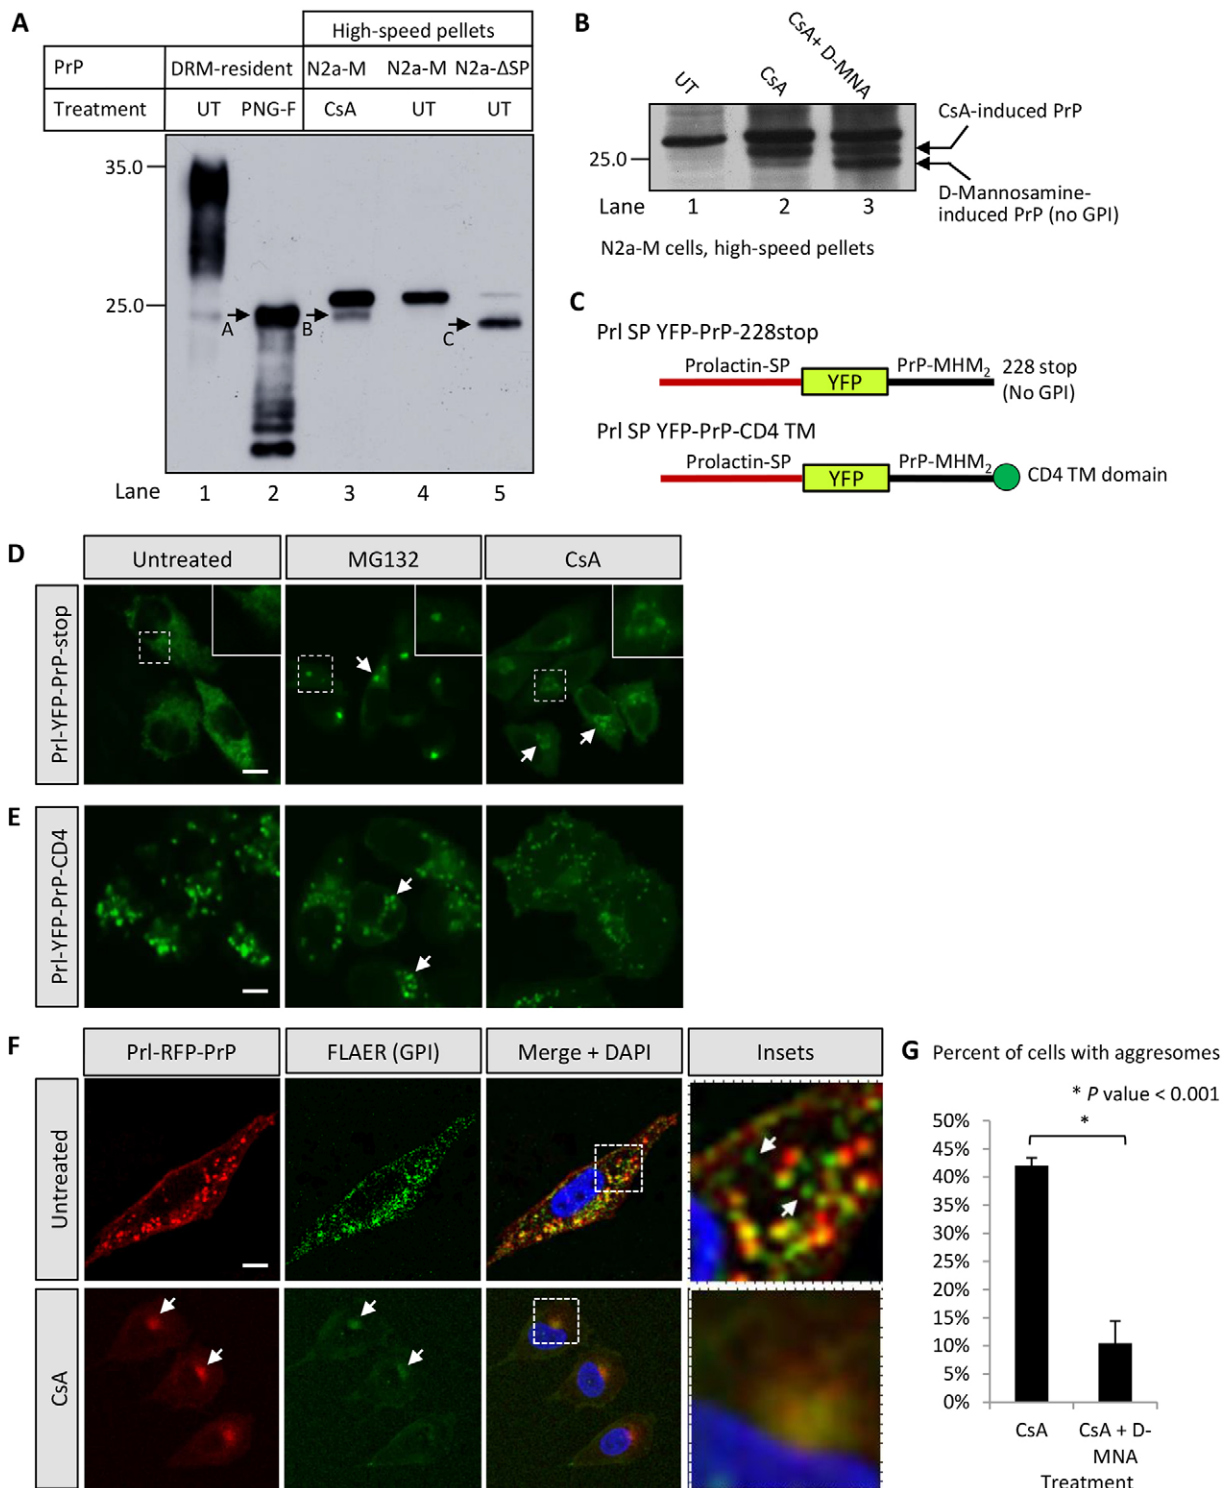 A
High-speed pellets
PrP DRM-resident N2a-M N2a-M N2a-ΔSP
Treatment UT PNG-F CsA UT UT
35.0
25.0
A
B
C
Lane 1 2 3 4 5
B
UT CsA CsA+ D-MNA
25.0
CsA-induced PrP
D-Mannosamine-
induced PrP (no GPI)
Lane 1 2 3
N2a-M cells, high-speed pellets
C
Prl SP YFP-PrP-228stop
Prolactin-SP YFP PrP-MHM2 228 stop
(No GPI)
Prl SP YFP-PrP-CD4 TM
Prolactin-SP YFP PrP-MHM2 CD4 TM domain
D
Untreated MG132 CsA
Prl-YFP-PrP-stop
E
Prl-YFP-PrP-CD4
F
Prl-RFP-PrP FLAER (GPI) Merge + DAPI Insets
Untreated
CsA
G Percent of cells with aggresomes
* P value < 0.001
*
50%
45%
40%
35%
30%
25%
20%
15%
10%
5%
0%
CsA CsA + D-
MNA
Treatment